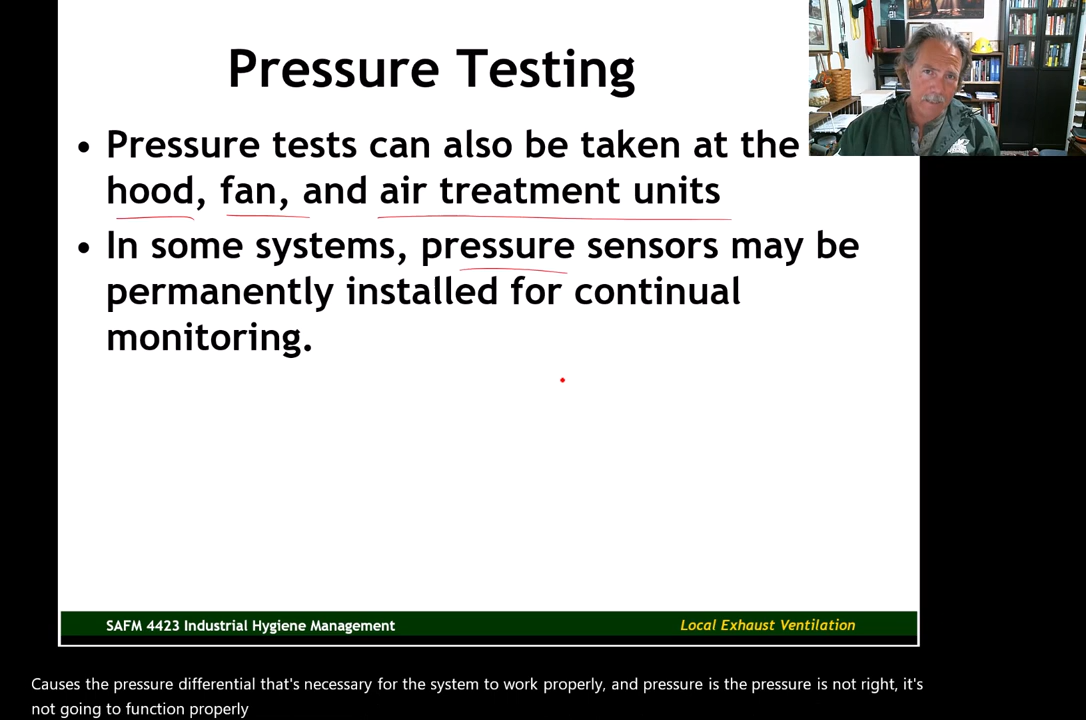 Pressure Testing
• Pressure tests can also be taken at the
hood, fan, and air treatment units
• In some systems, pressure sensors may be
permanently installed for continual
monitoring.
SAFM 4423 Industrial Hygiene Management
Local Exhaust Ventilation
Causes the pressure differential that's necessary for the system to work properly, and pressure is the pressure is not right, it's
not going to function properly